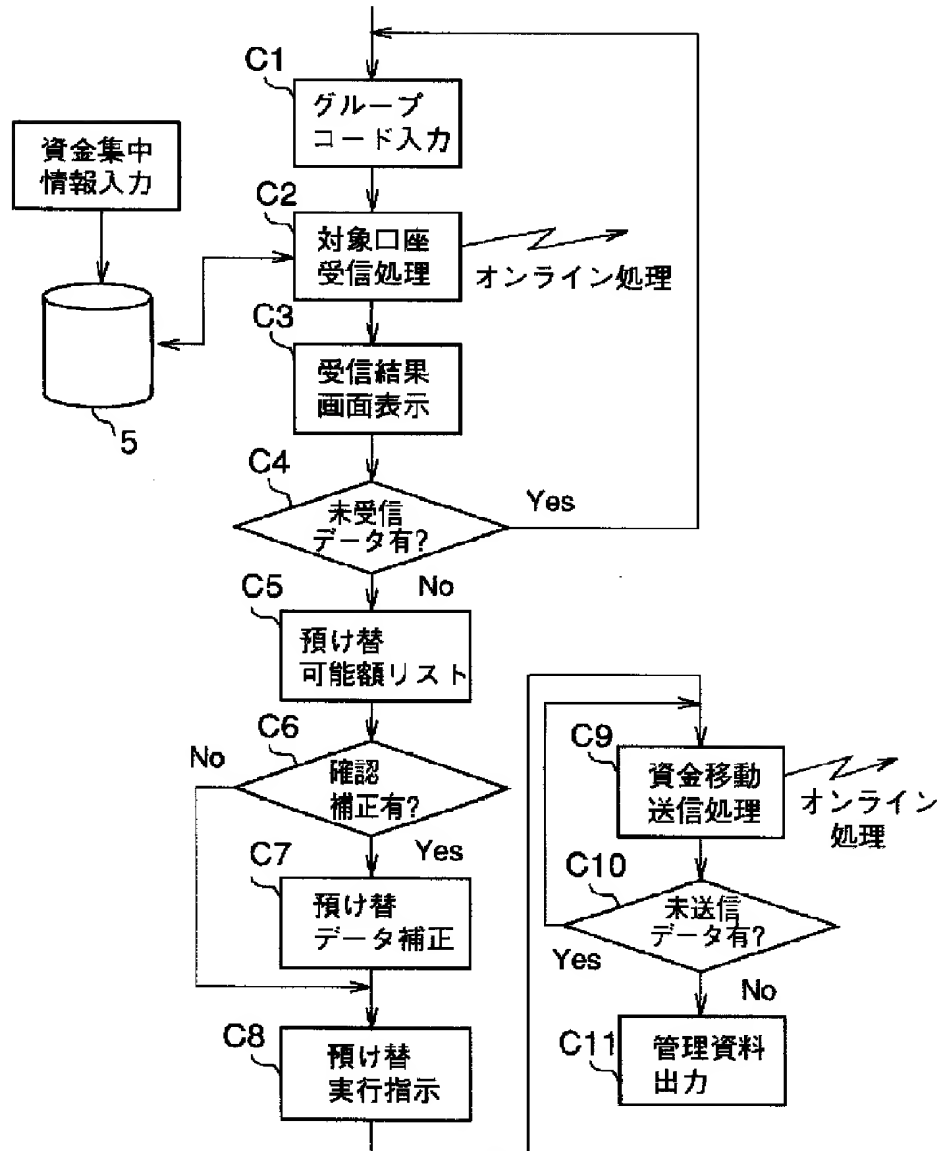 C1
グループ
コード入力
資金集中
情報入力
C2
対象口座
受信処理
オンライン処理
C3
受信結果
画面表示
5
C4
未受信
データ有?
Yes
No
C5
預け替
可能額リスト
C6
No
確認
補正有?
Yes
C7
預け替
データ補正
C8
預け替
実行指示
C9
資金移動
送信処理
オンライン
処理
C10
未送信
データ有?
Yes
No
C11
管理資料
出力